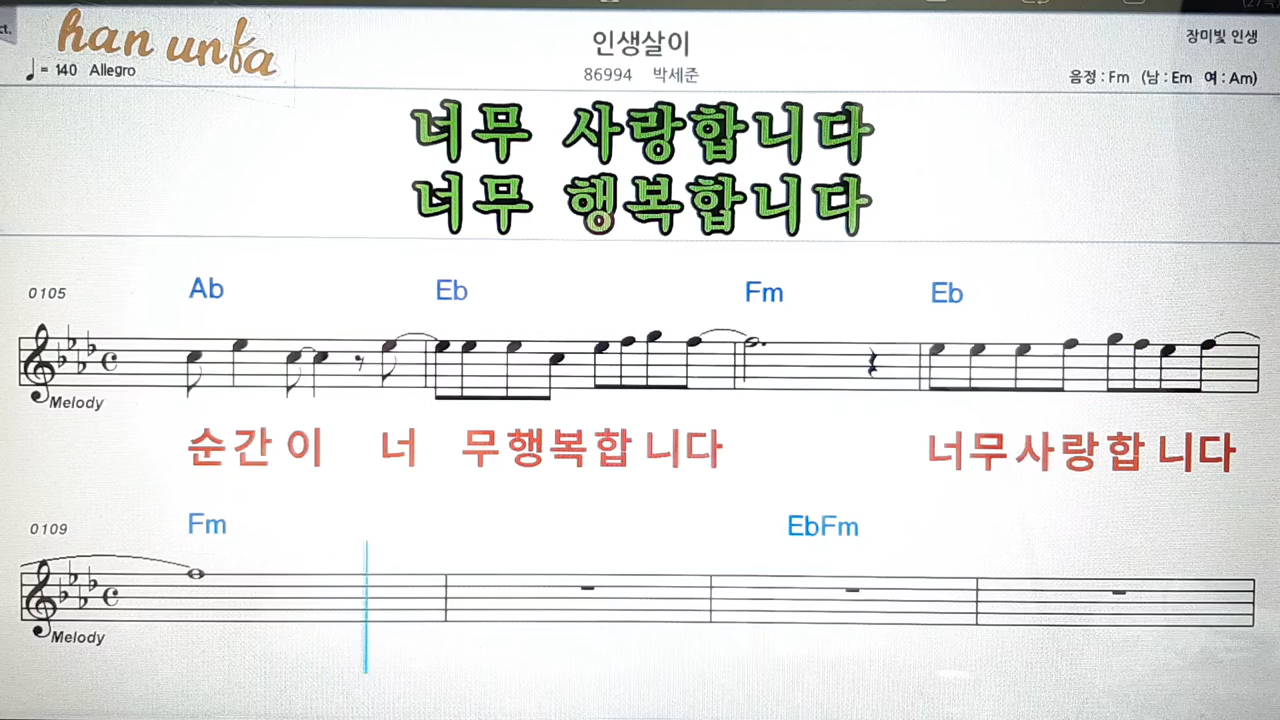 ct.
han unfa
인생살이
장미빛 인생
♩= 140 Allegro
86994 박세준
음정 : Fm (남 : Em 여 : Am)
너무 사랑합니다
너무 행복합니다
0105 Ab Eb Fm Eb
Melody
순간이 너 무행복합 니다 너무사랑합 니다
0109 Fm EbFm
Melody